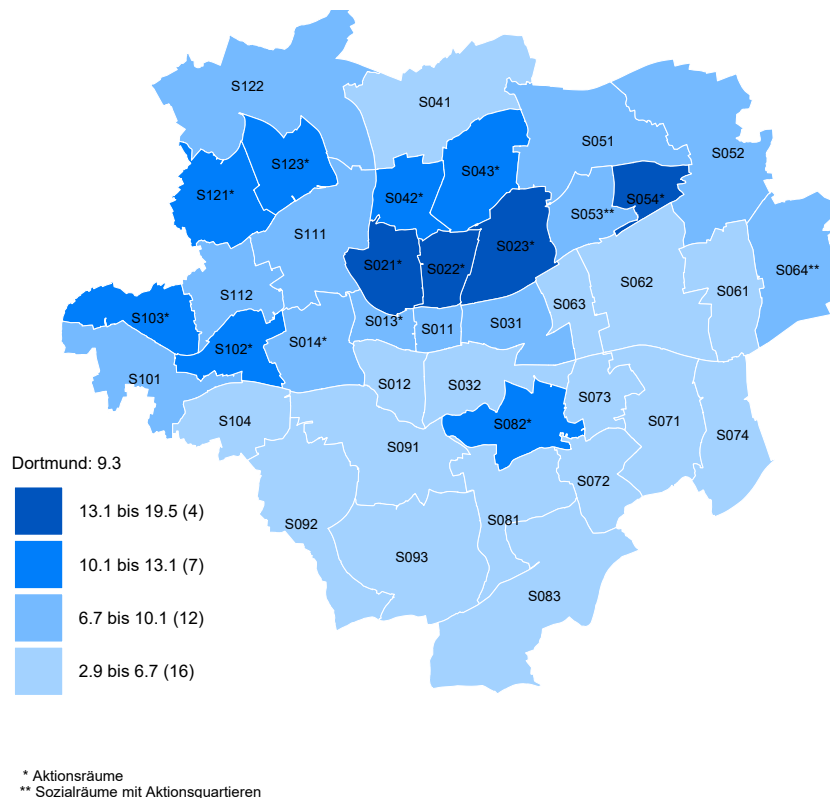 S122
S041
S051
S052
S123*
S043*
S121*
S042*
S054*
S053**
S111
S023*
S021*
S022*
S064**
S062
S061
S112
S063
S103*
S013*
S031
S011
S014*
S102*
S101
S012
S032
S073
S104
S082*
S071
S074
S091
S072
S092
S081
S093
S083
Dortmund: 9.3
13.1 bis 19.5 (4)
10.1 bis 13.1 (7)
6.7 bis 10.1 (12)
2.9 bis 6.7 (16)
* Aktionsräume
** Sozialräume mit Aktionsquartieren